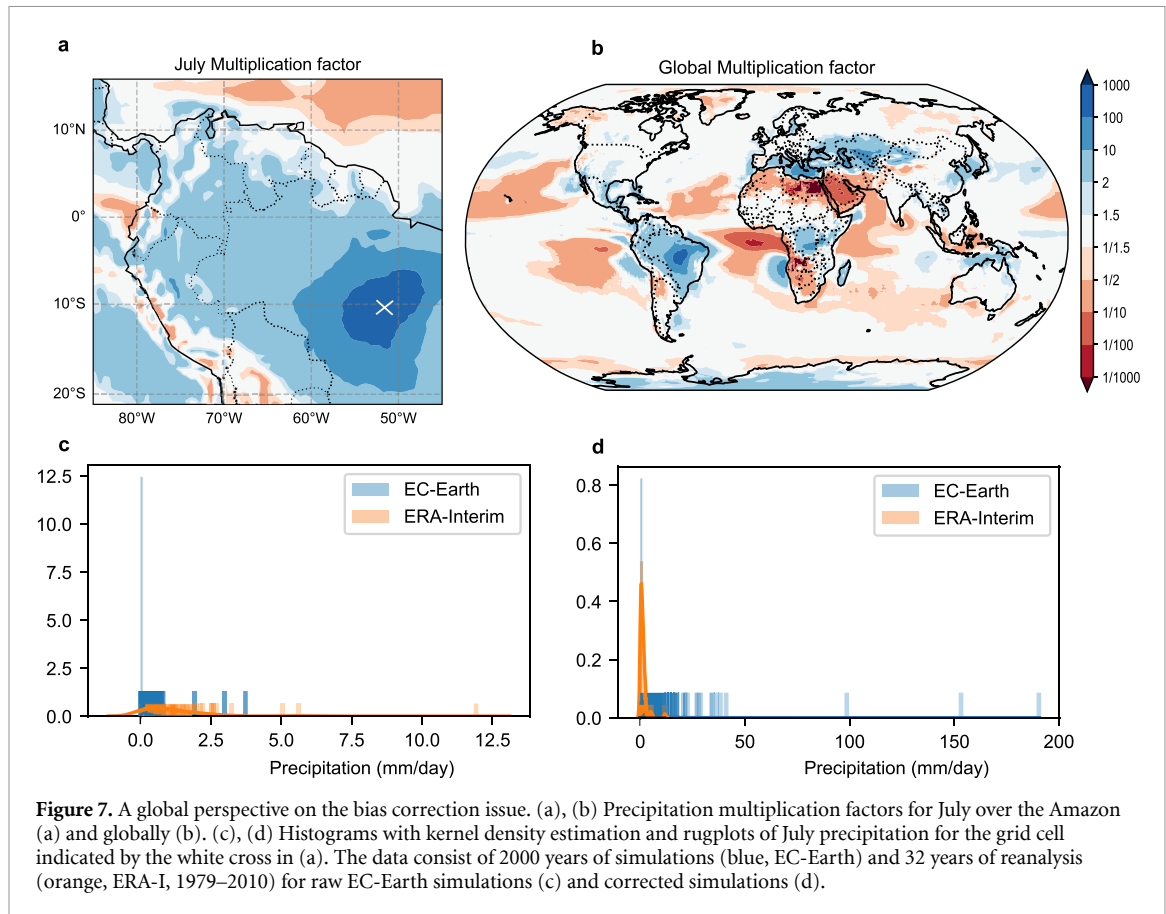 a
July Multiplication factor
10°N
0°
10°S
20°S
80°W 70°W 60°W 50°W
b
Global Multiplication factor
1000
100
10
2
1.5
1/1.5
1/2
1/10
1/100
1/1000
c
12.5
10.0
7.5
5.0
2.5
0.0
EC-Earth
ERA-Interim
0.0 2.5 5.0 7.5 10.0 12.5
Precipitation (mm/day)
d
0.8
0.6
0.4
0.2
0.0
EC-Earth
ERA-Interim
0 50 100 150 200
Precipitation (mm/day)
Figure 7. A global perspective on the bias correction issue. (a), (b) Precipitation multiplication factors for July over the Amazon
(a) and globally (b). (c), (d) Histograms with kernel density estimation and rugplots of July precipitation for the grid cell
indicated by the white cross in (a). The data consist of 2000 years of simulations (blue, EC-Earth) and 32 years of reanalysis
(orange, ERA-I, 1979–2010) for raw EC-Earth simulations (c) and corrected simulations (d).